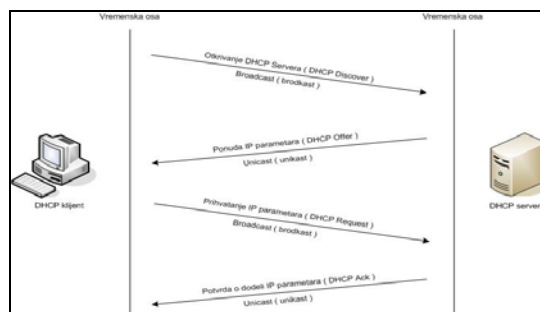 Vremenska osa
Vremenska osa
Otkrivanje DHCP Servera ( DHCP Discover )
Broadcast ( brodkast )
Ponuda IP parametara ( DHCP Offer )
Unicast ( unikast )
DHCP klijent
DHCP server
Prihvatanje IP parametara ( DHCP Request )
Broadcast ( brodkast )
Potvrda o dodeli IP parametara ( DHCP Ack )
Unicast ( unikast )